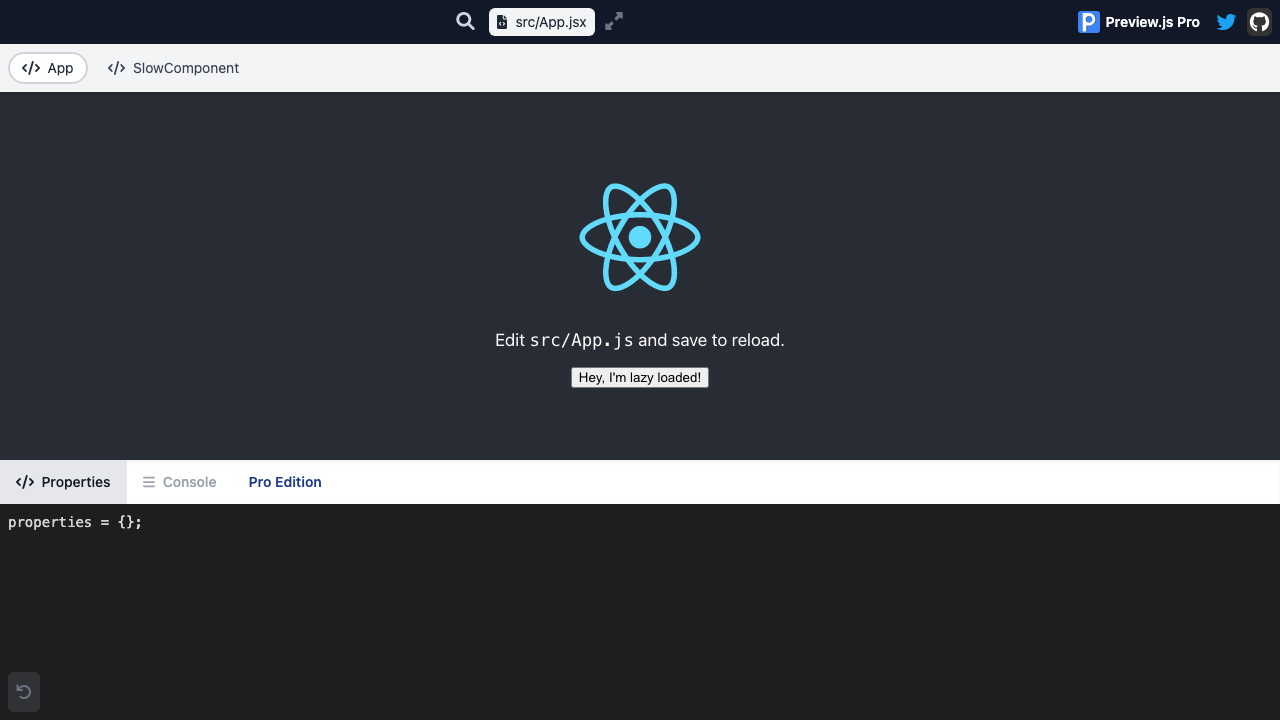 src/App.jsx
Preview.js Pro
App
SlowComponent
Edit src/App.js and save to reload.
Hey, I'm lazy loaded!
Properties
Console
Pro Edition
properties = {};